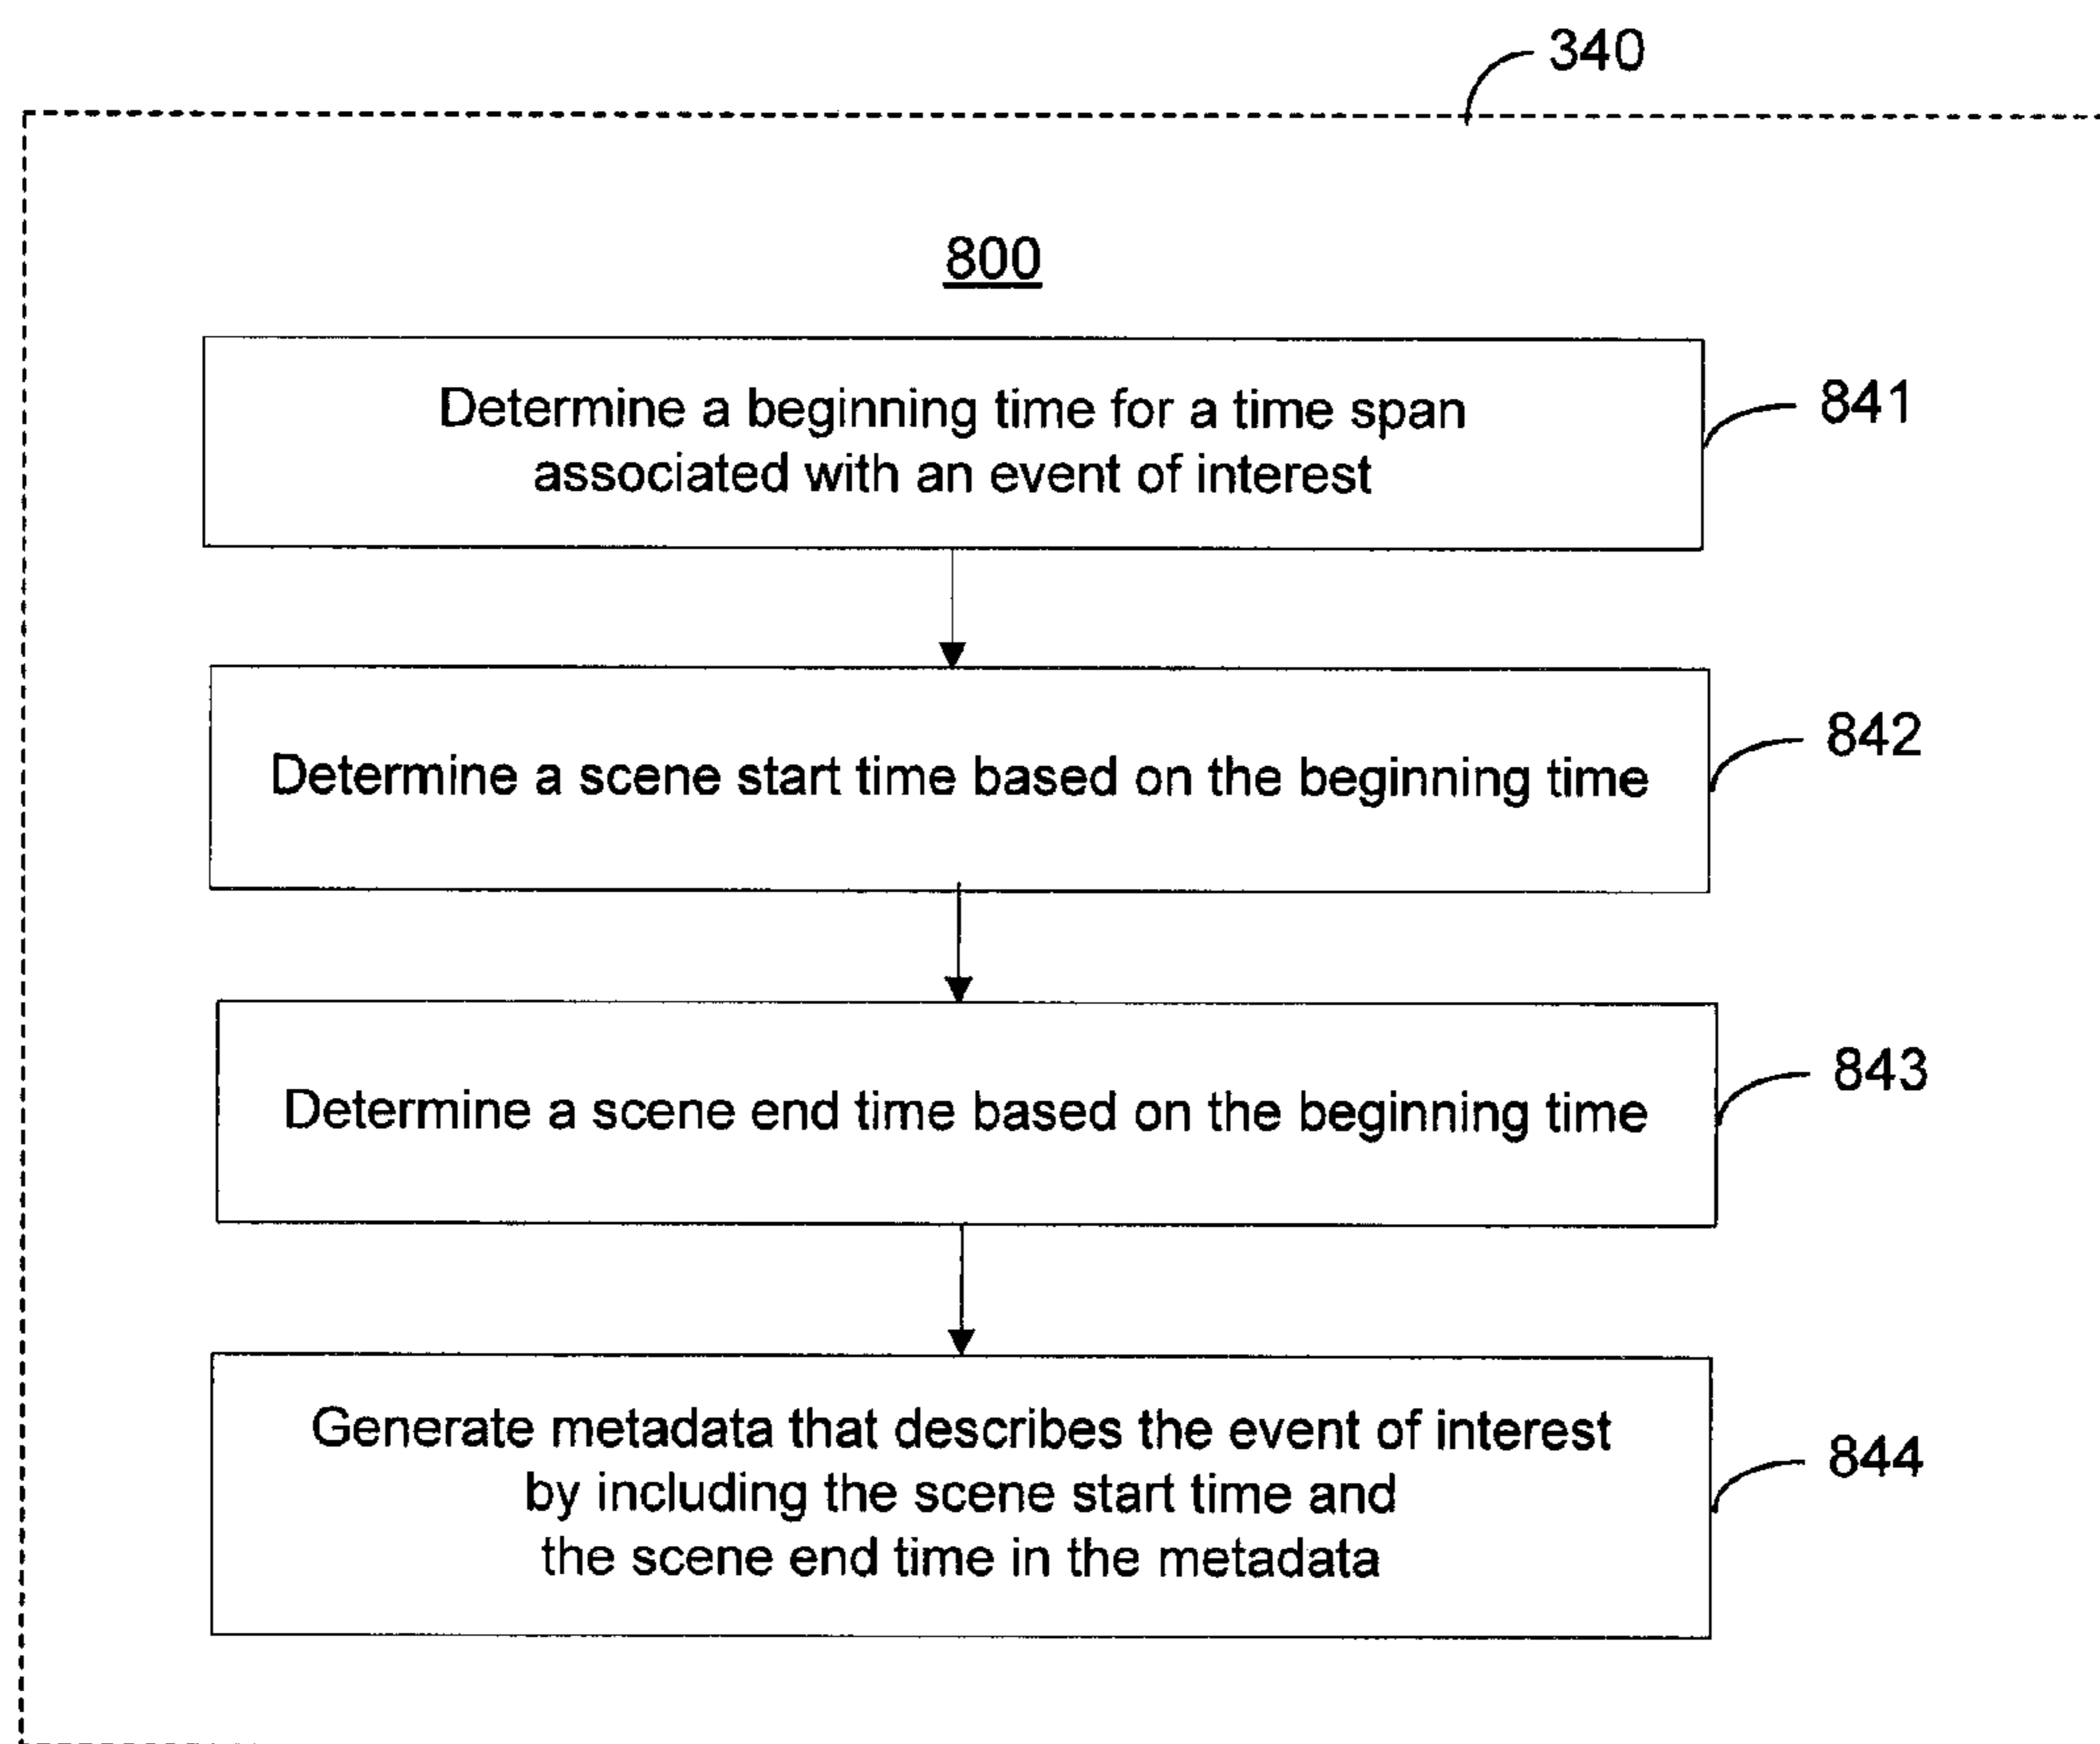 340
800
Determine a beginning time for a time span
associated with an event of interest
841
Determine a scene start time based on the beginning time
842
Determine a scene end time based on the beginning time
843
Generate metadata that describes the event of interest
by including the scene start time and
the scene end time in the metadata
844